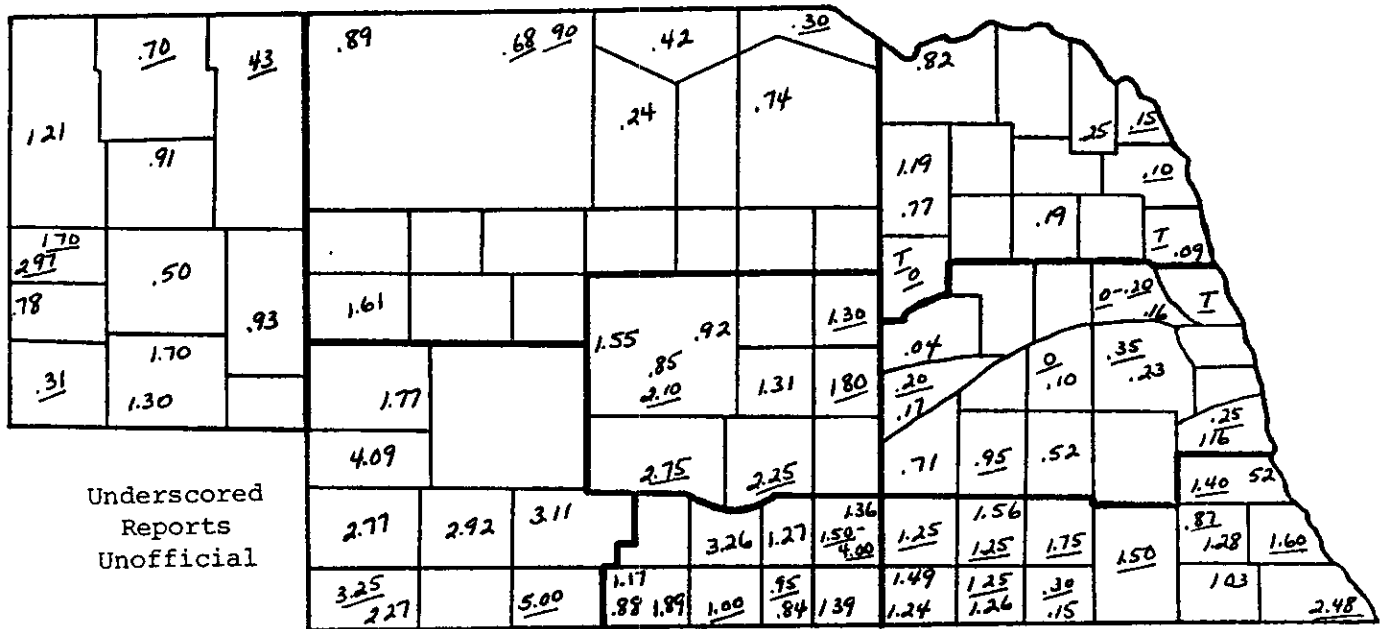 .89 .68 90 .42 .30
.70 43 .82
1.21 .24 .74
.91 .25 .15
1.19 .10
.77 .19
1.70 T .09
2.97 .50 T
0
.78 1.61 1.30 0-.20
.16 T
.93 1.55 .92
.04 .35
1.70 .85 0 .23
.31 1.30 1.77 2.10 1.31 1.80 .20 .10
.17
.25
4.09 1.16
2.75 2.25 .71 .95 .52
1.40 52
Underscored
Reports
Unofficial
2.77 2.92 3.11 3.26 1.27 1.36
1.50-
4.00
1.25 1.56
1.25
1.75 1.50 .87
1.28
1.60
3.25
2.27
5.00 1.17
.88 1.89
1.00 .95
.84
1.39 1.49
1.24
1.25
1.26
.30
.15
1.03 2.48